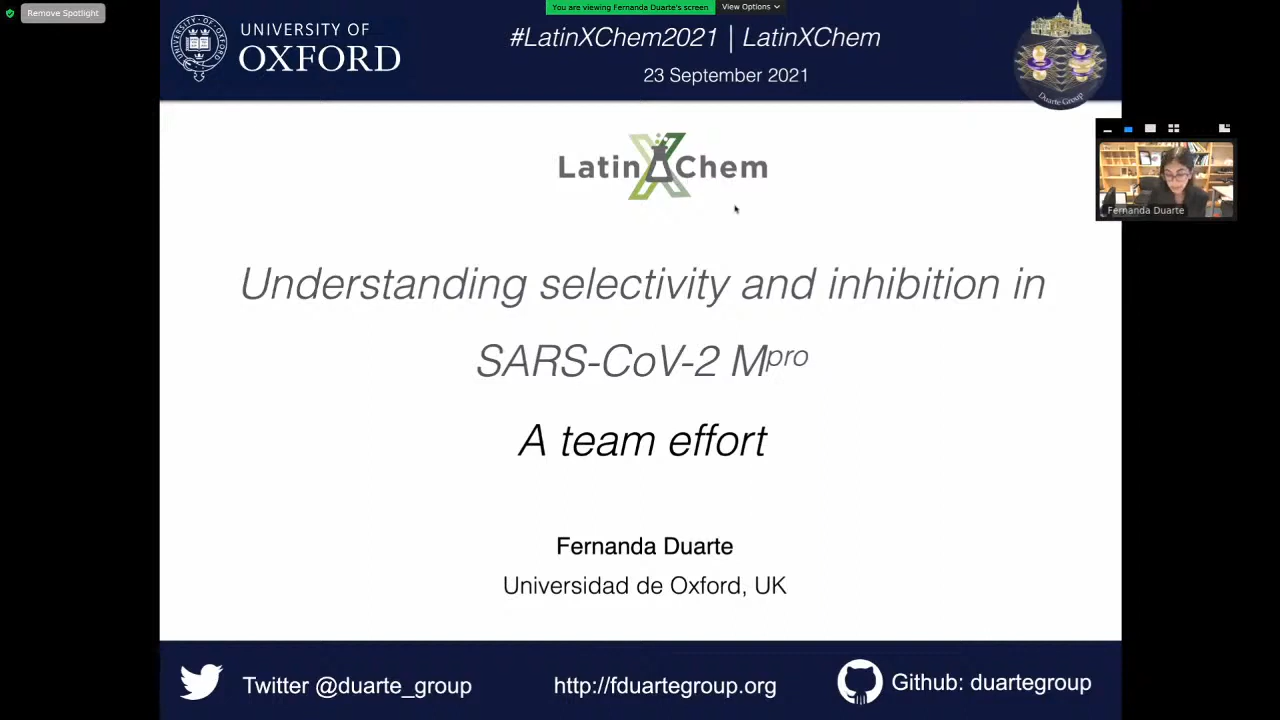 Remove Spotlight
You are viewing Fernanda Duarte's screen
View Options
UNIVERSITY OF
OXFORD
#LatinXChem2021 | LatinXChem
23 September 2021
Duarte Group
LatinXChem
Fernanda Duarte
Understanding selectivity and inhibition in
SARS-CoV-2 Mpro
A team effort
Fernanda Duarte
Universidad de Oxford, UK
Twitter @duarte_group
http://fduartegroup.org
Github: duartegroup